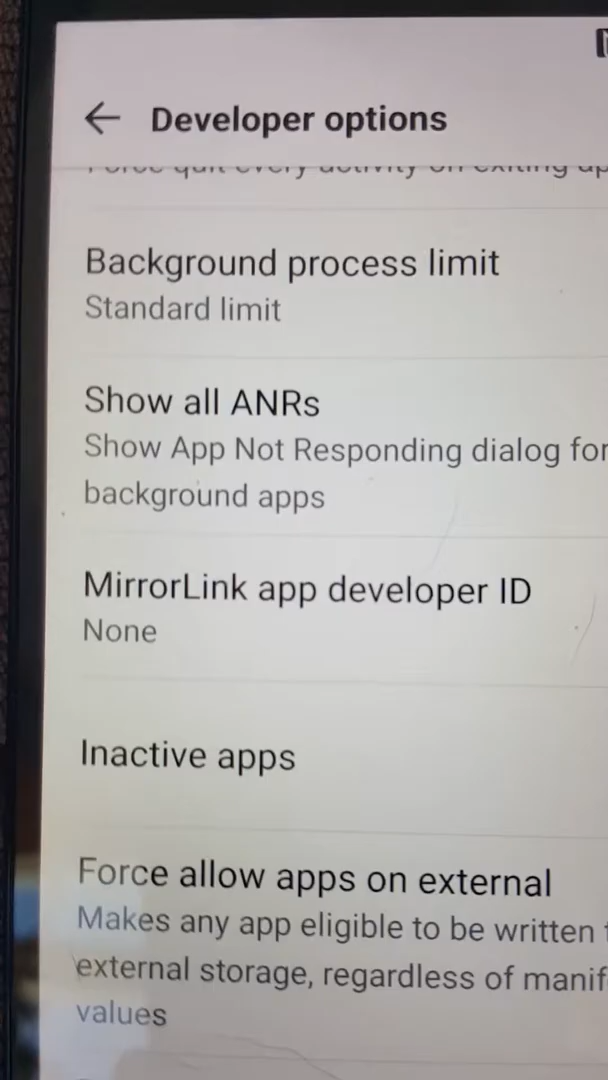 Developer options
Force quit every activity on exiting
Background process limit
Standard limit
Show all ANRs
Show App Not Responding dialog for
background apps
MirrorLink app developer ID
None
Inactive apps
Force allow apps on external
Makes any app eligible to be written
external storage, regardless of manif
values